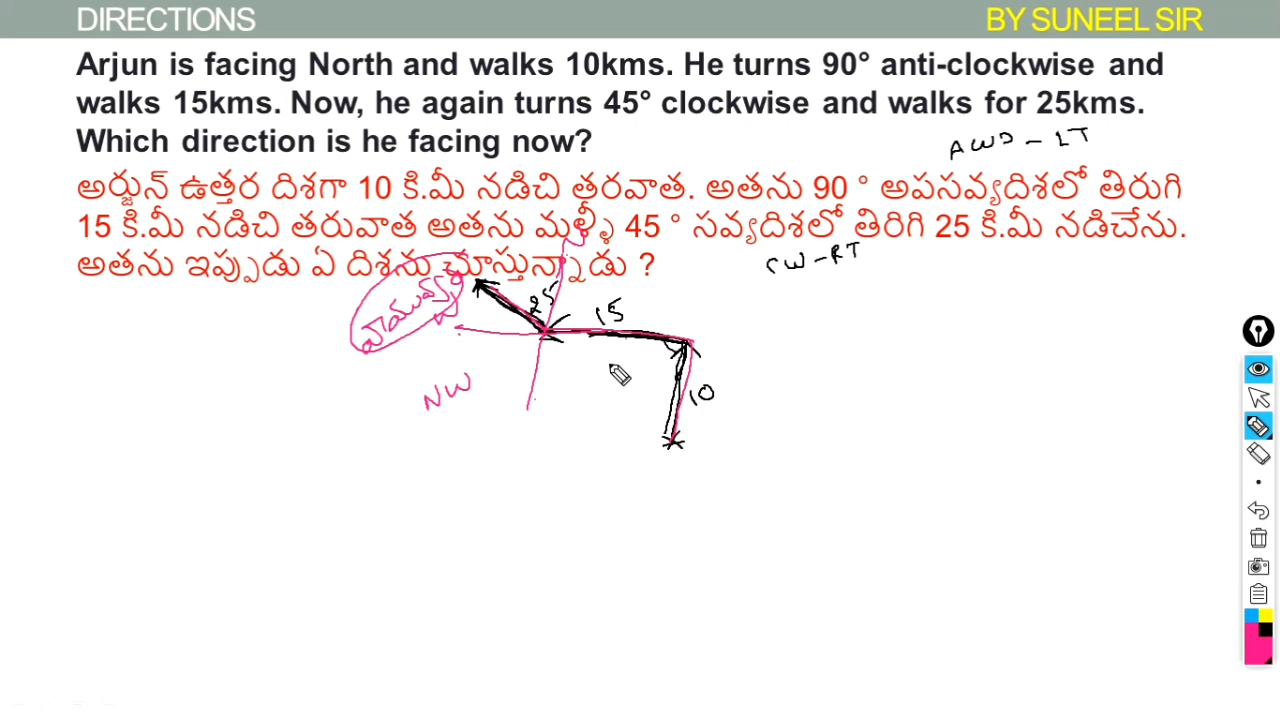 DIRECTIONS
BY SUNEEL SIR
Arjun is facing North and walks 10kms. He turns 90° anti-clockwise and
walks 15kms. Now, he again turns 45° clockwise and walks for 25kms.
Which direction is he facing now?
అర్జున్ ఉత్తర దిశగా 10 కి.మీ నడిచి తరవాత. అతను 90 ° అపసవ్యదిశలో తిరుగి
15 కి.మీ నడిచి తరువాత అతను మళ్ళీ 45 ° సవ్యదిశలో తిరిగి 25 కి.మీ నడిచేను.
అతను ఇప్పుడు ఏ దిశను చూస్తున్నాడు ?
CW - RT
25
15
10
NW